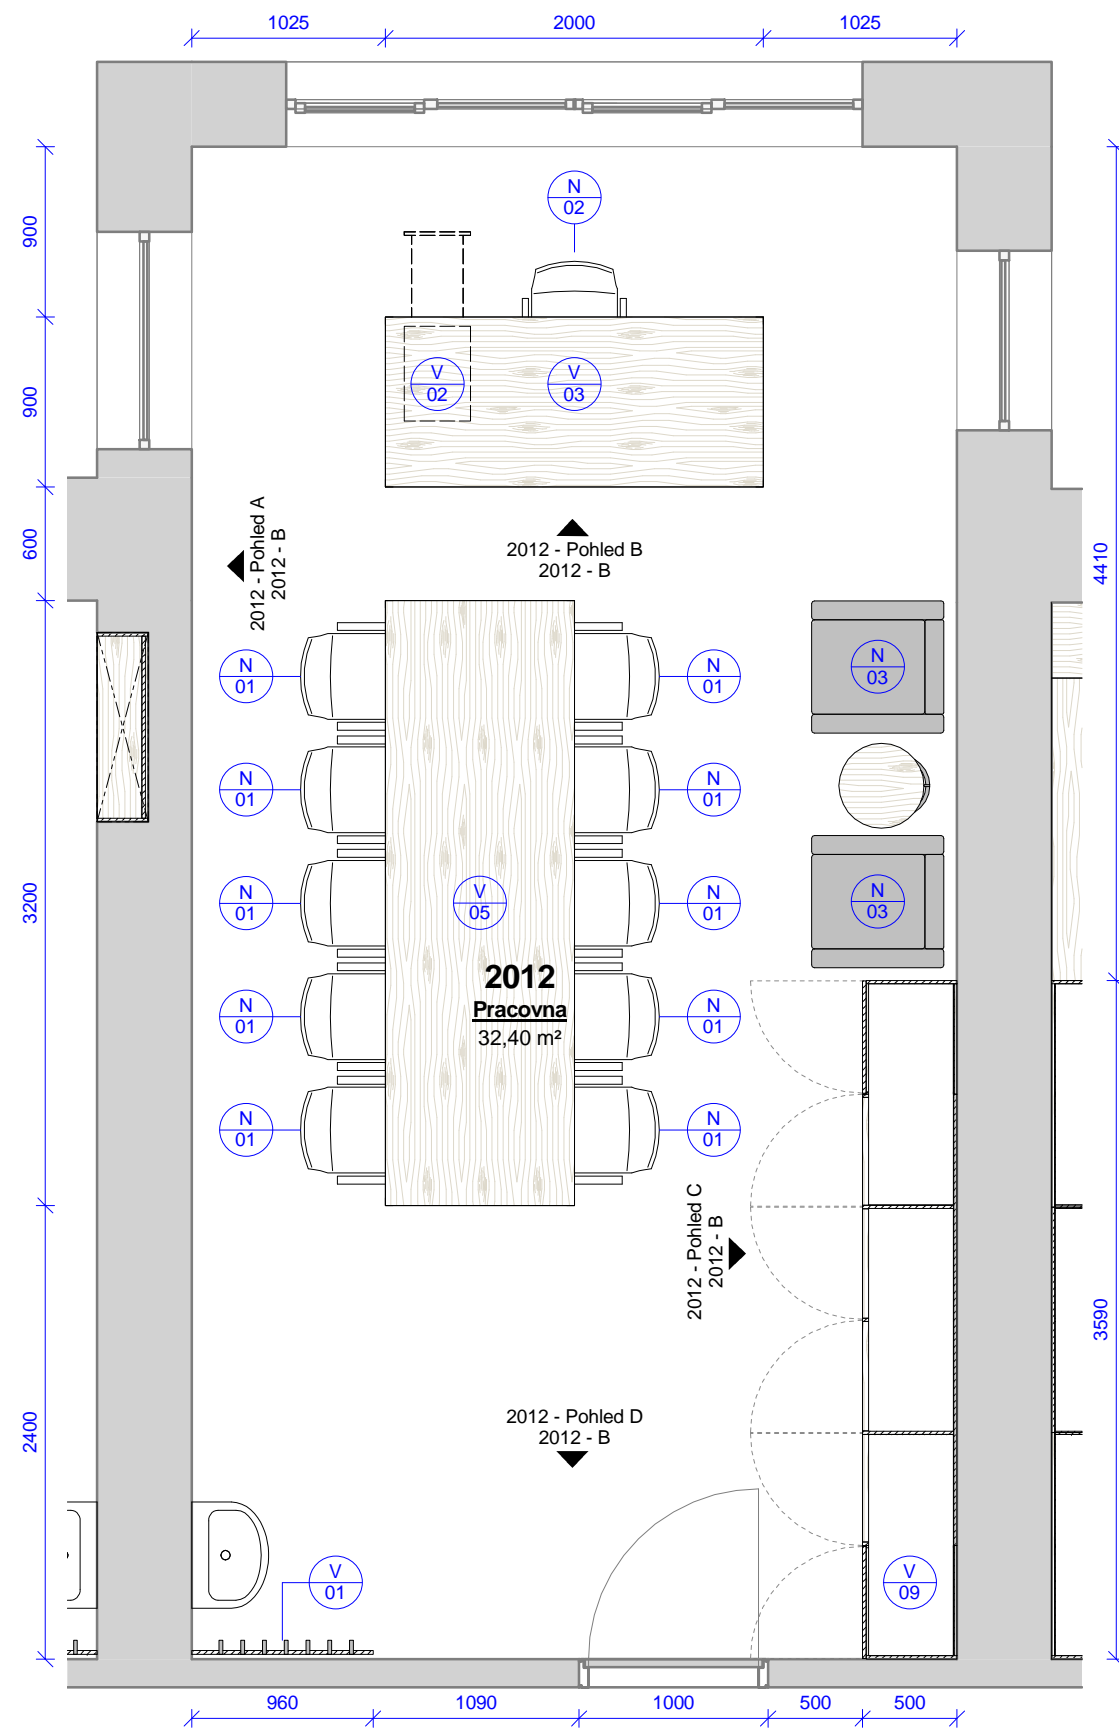 1025
2000
1025
N
02
900
V
02
V
03
900
600
2012 - Pohled A
2012 - B
2012 - Pohled B
2012 - B
4410
N
01
N
01
N
03
N
01
N
01
3200
N
01
V
05
N
01
N
03
2012
Pracovna
32,40 m²
N
01
N
01
N
01
N
01
2012 - Pohled C
2012 - B
3590
2400
2012 - Pohled D
2012 - B
V
01
V
09
960
1090
1000
500
500